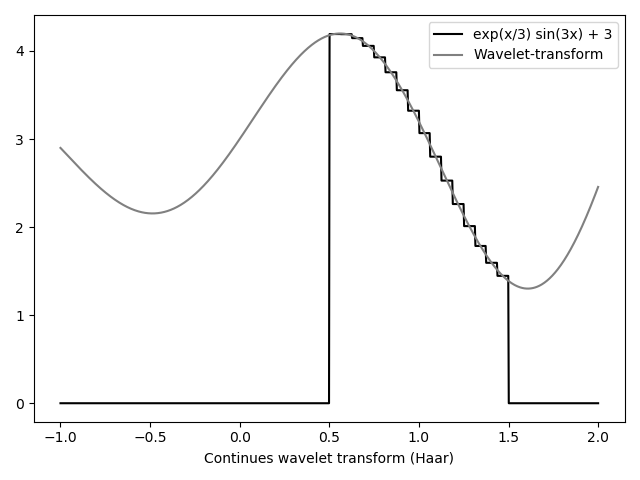 exp(x/3) sin(3x) + 3
Wavelet-transform
4
3
2
1
0
−1.0 −0.5 0.0 0.5 1.0 1.5 2.0
Continues wavelet transform (Haar)